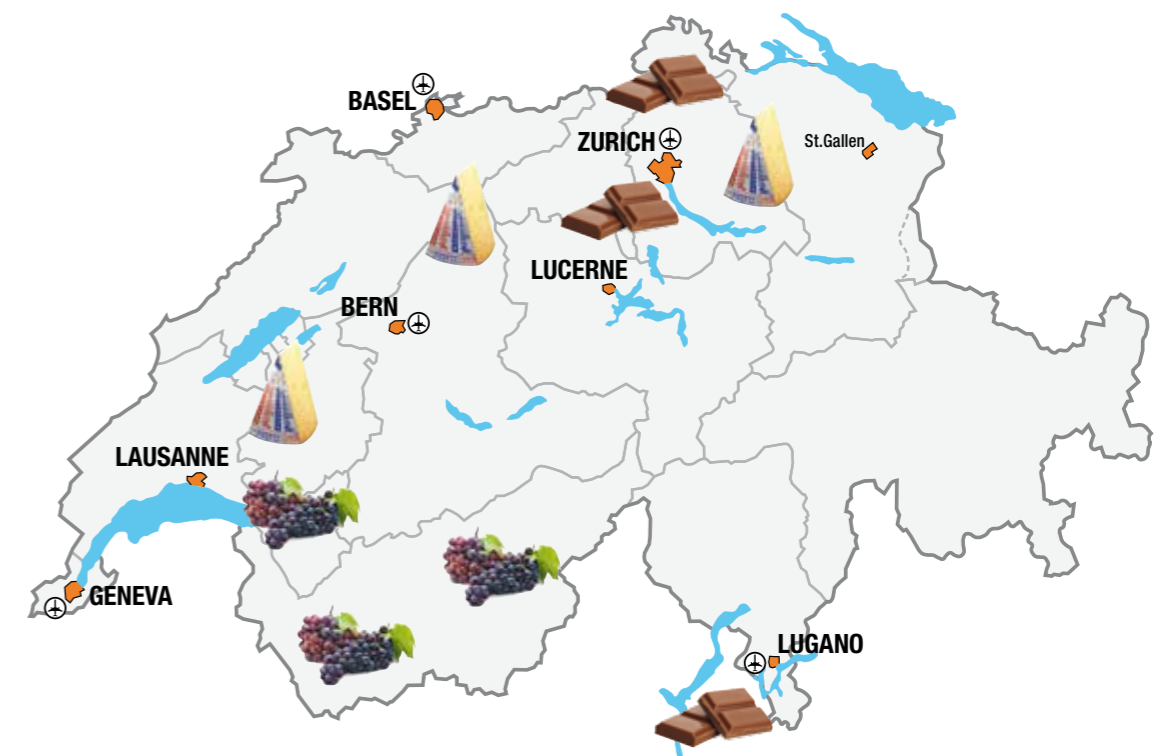 BASEL
ZURICH
St.Gallen
LUCERNE
BERN
LAUSANNE
GENEVA
LUGANO